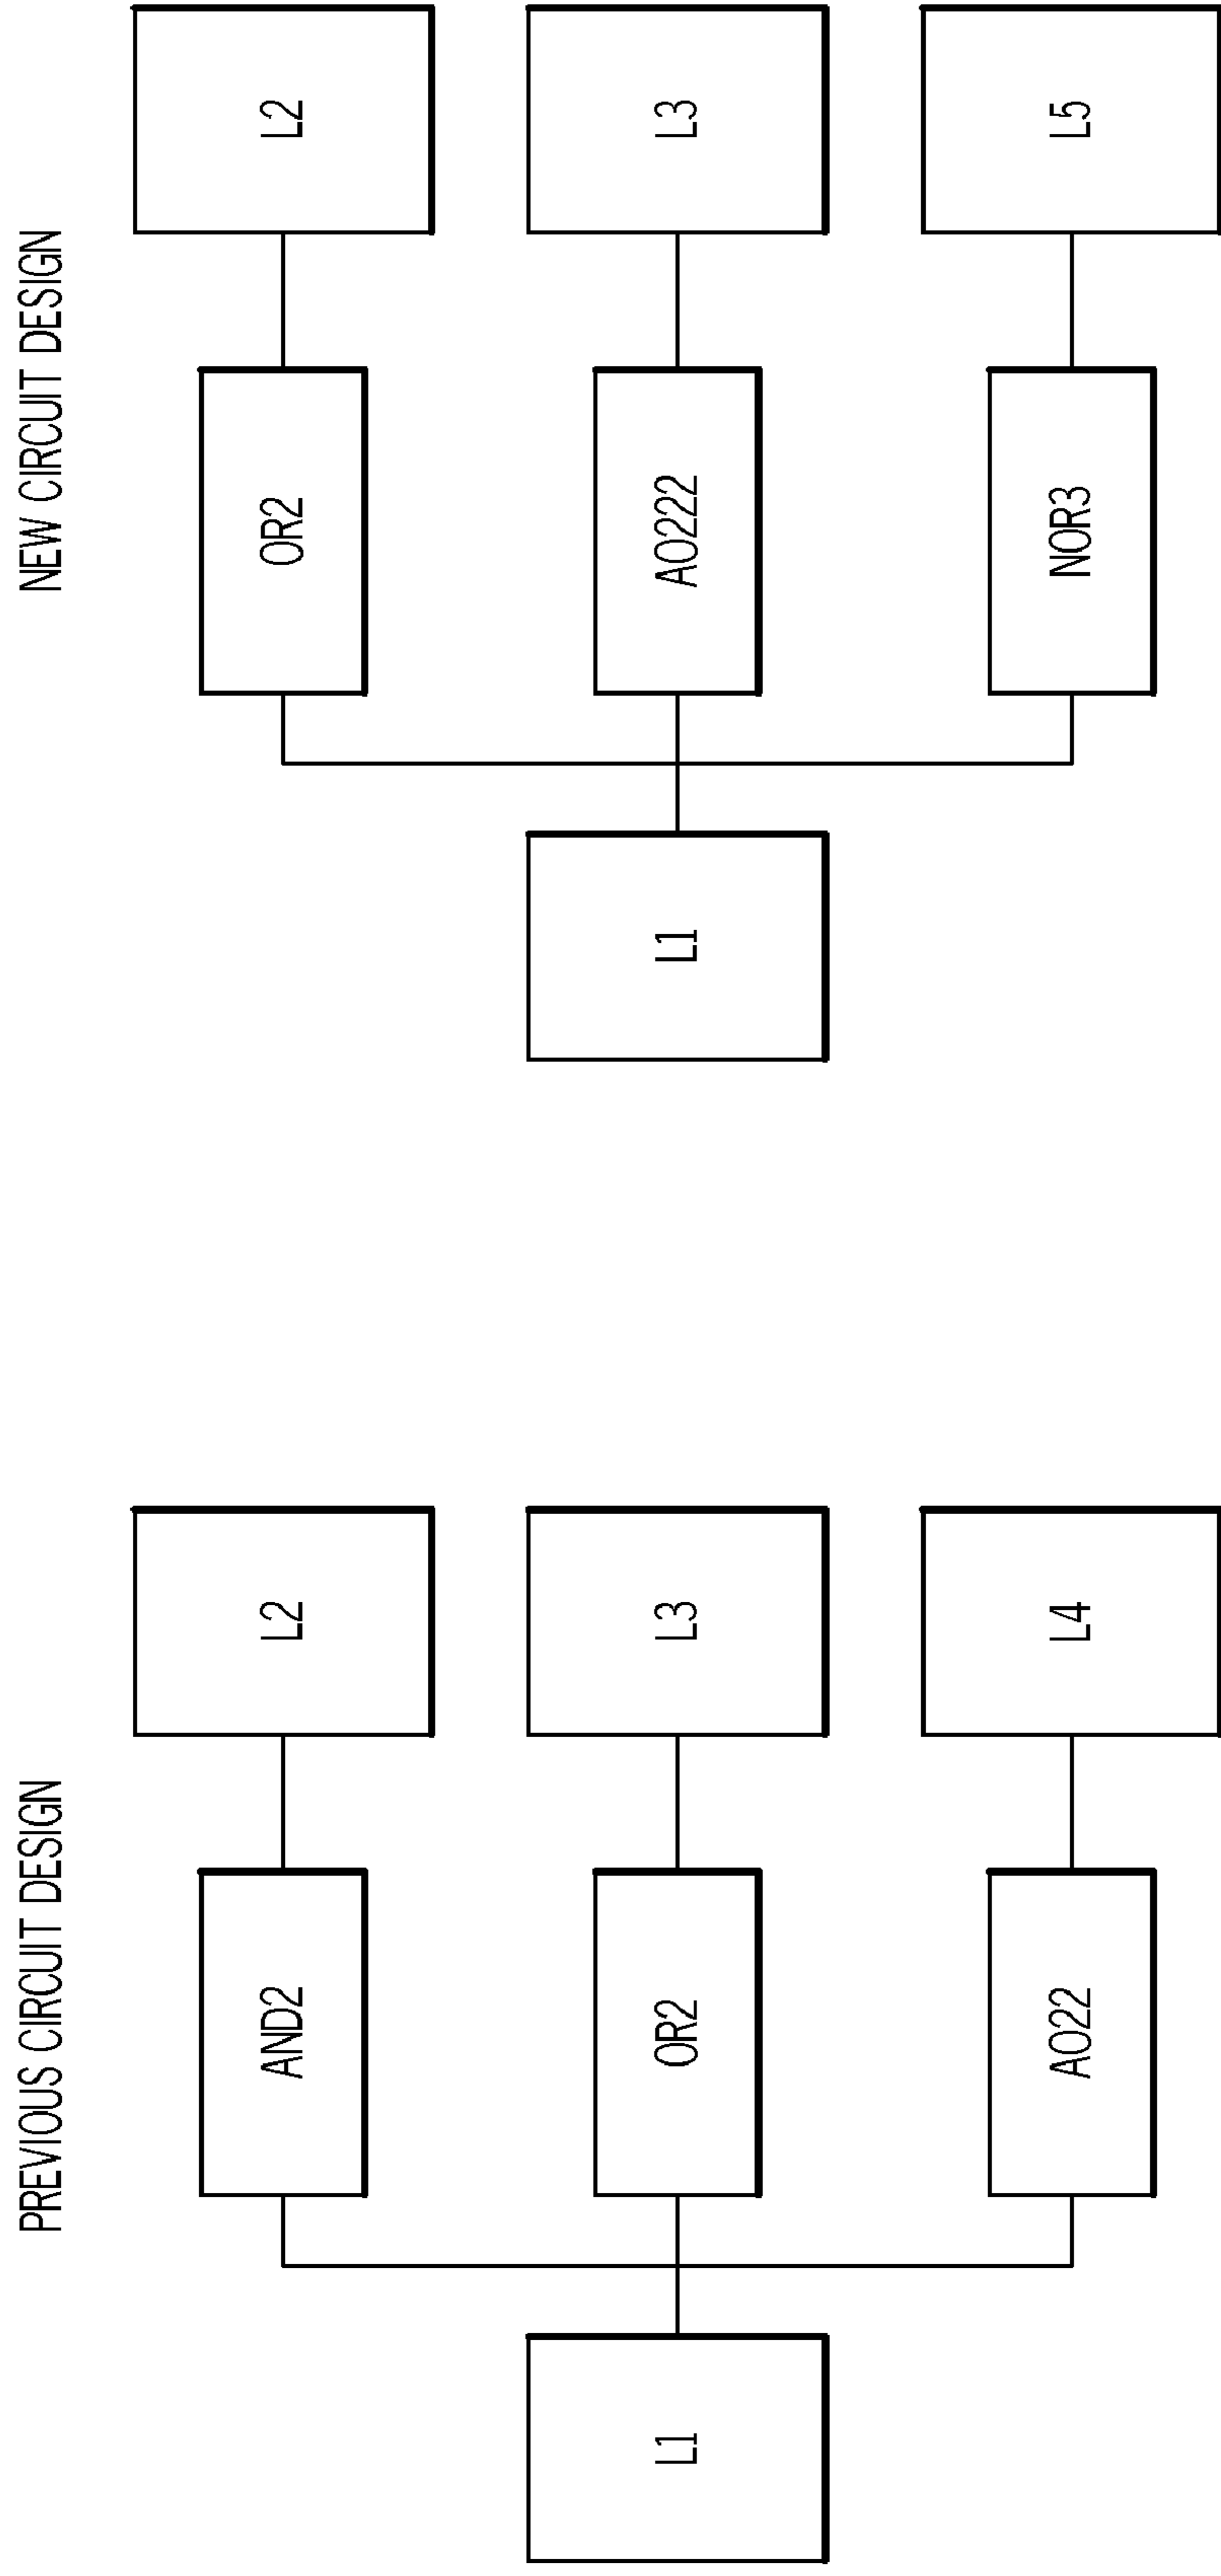 PREVIOUS CIRCUIT DESIGN
L1
AND2
L2
OR2
L3
AO22
L4
NEW CIRCUIT DESIGN
L1
OR2
L2
AO222
L3
NOR3
L5